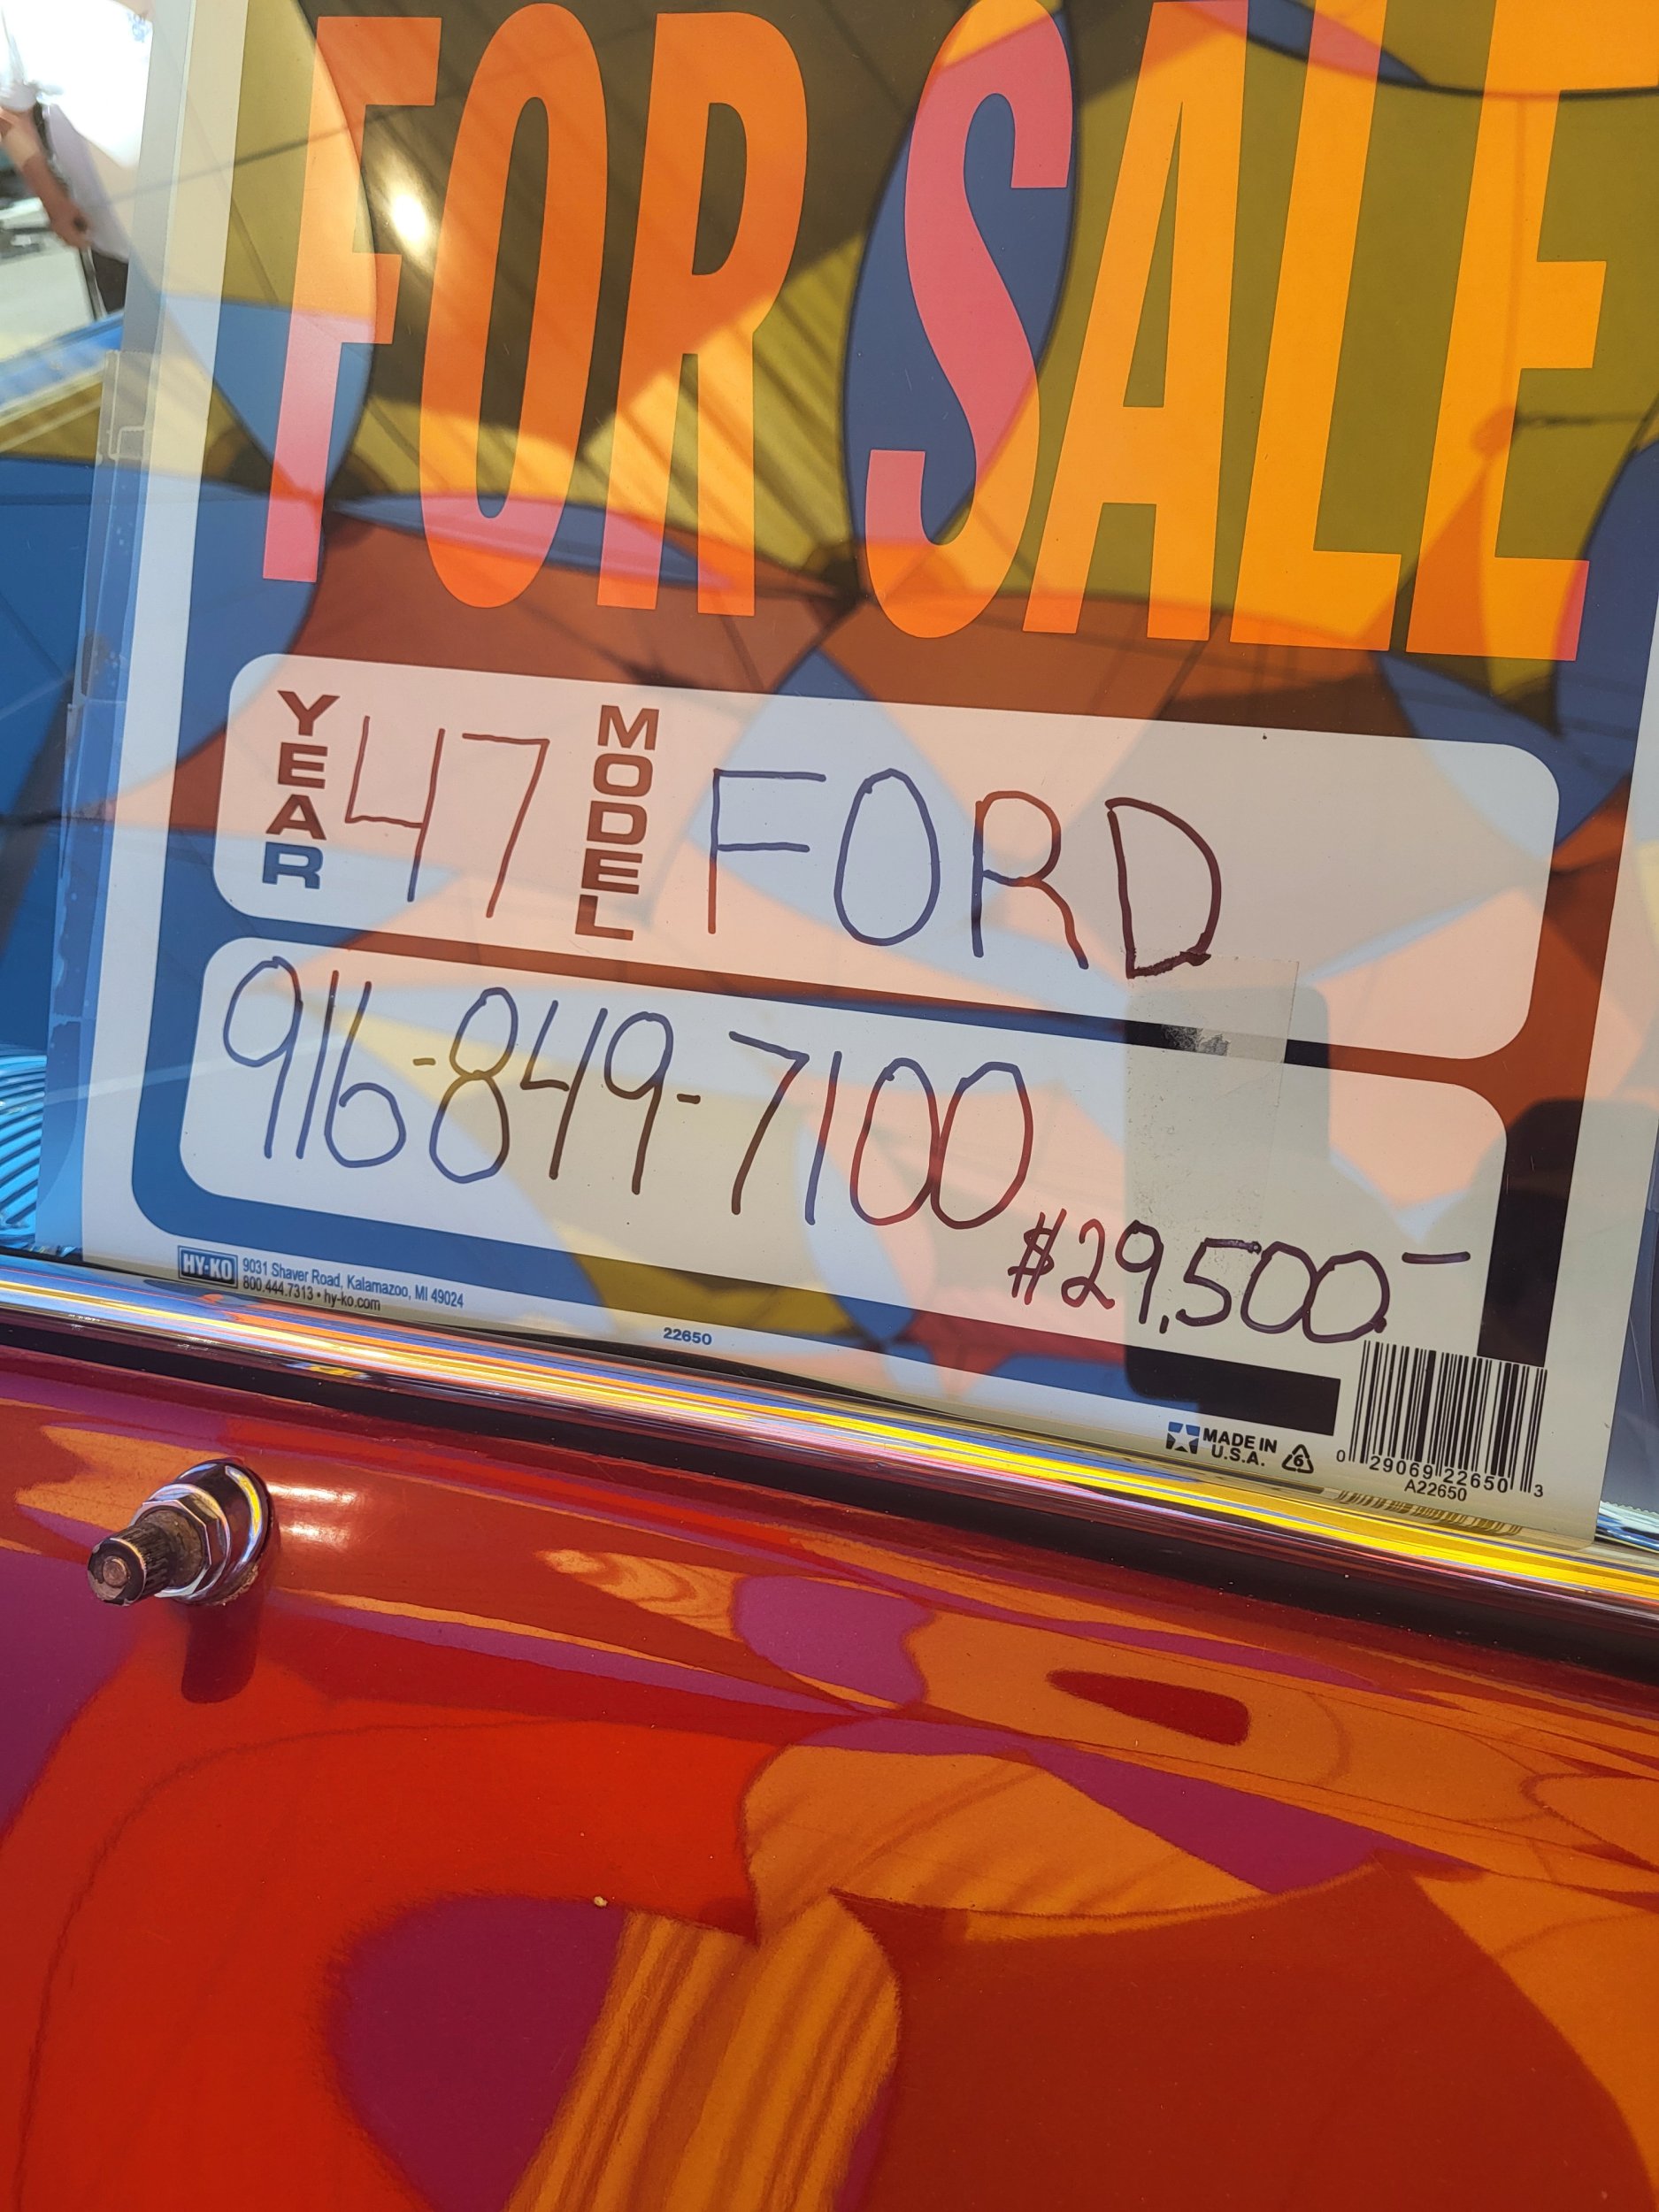 FOR SALE
YEAR 47 MODEL FORD
916-849-7100
$29,500.-
HY-KO 9031 Shaver Road, Kalamazoo, MI 49024
800.444.7313 • hy-ko.com
22650
MADE IN
U.S.A.
6
0 29069 22650 3
A22650